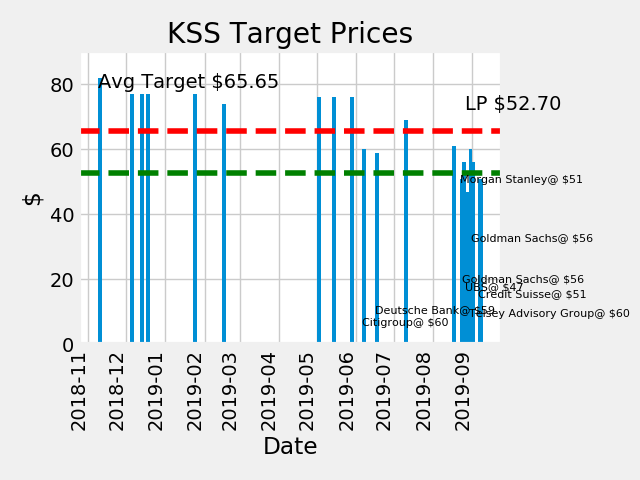 KSS Target Prices
Avg Target $65.65
LP $52.70
80
60
40
20
0
$
Morgan Stanley@ $51
Goldman Sachs@ $56
Goldman Sachs@ $56
UBS@ $47
Credit Suisse@ $51
Deutsche Bank@ $59
Telsey Advisory Group@ $60
Citigroup@ $60
2018-11
2018-12
2019-01
2019-02
2019-03
2019-04
2019-05
2019-06
2019-07
2019-08
2019-09
Date